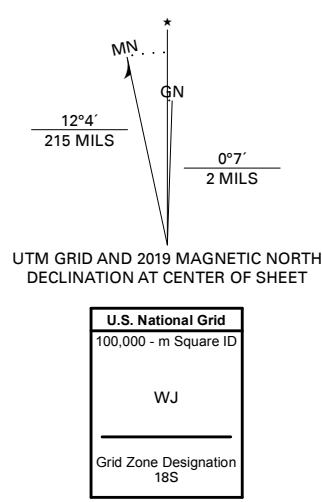 MN
GN
12°4´
215 MILS
0°7´
2 MILS
UTM GRID AND 2019 MAGNETIC NORTH
DECLINATION AT CENTER OF SHEET
U.S. National Grid
100,000 - m Square ID
WJ
Grid Zone Designation
18S